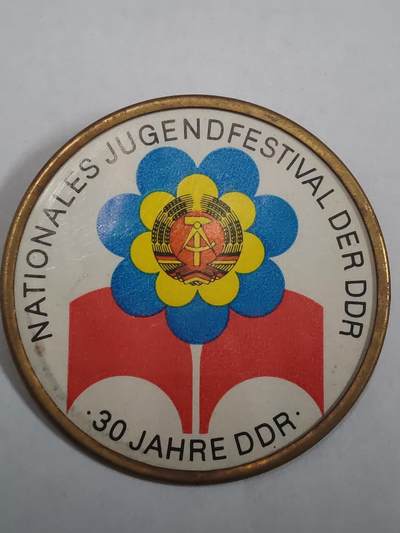 NATIONALES JUGENDFESTIVAL DER DDR
· 30 JAHRE DDR ·